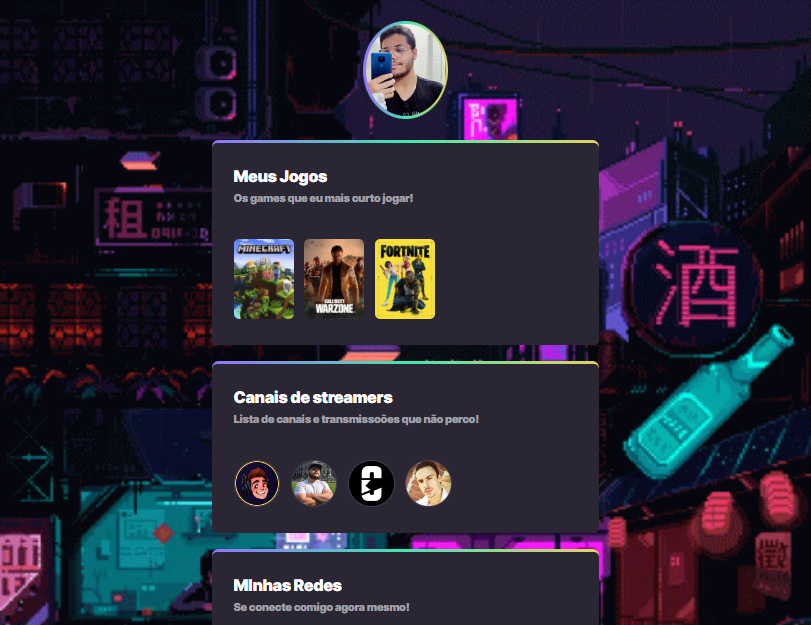 Meus Jogos
Os games que eu mais curto jogar!
MINECRAFT
CALL OF DUTY
WARZONE
FORTNITE
Canais de streamers
Lista de canais e transmissoões que não perco!
MInhas Redes
Se conecte comigo agora mesmo!
租
酒